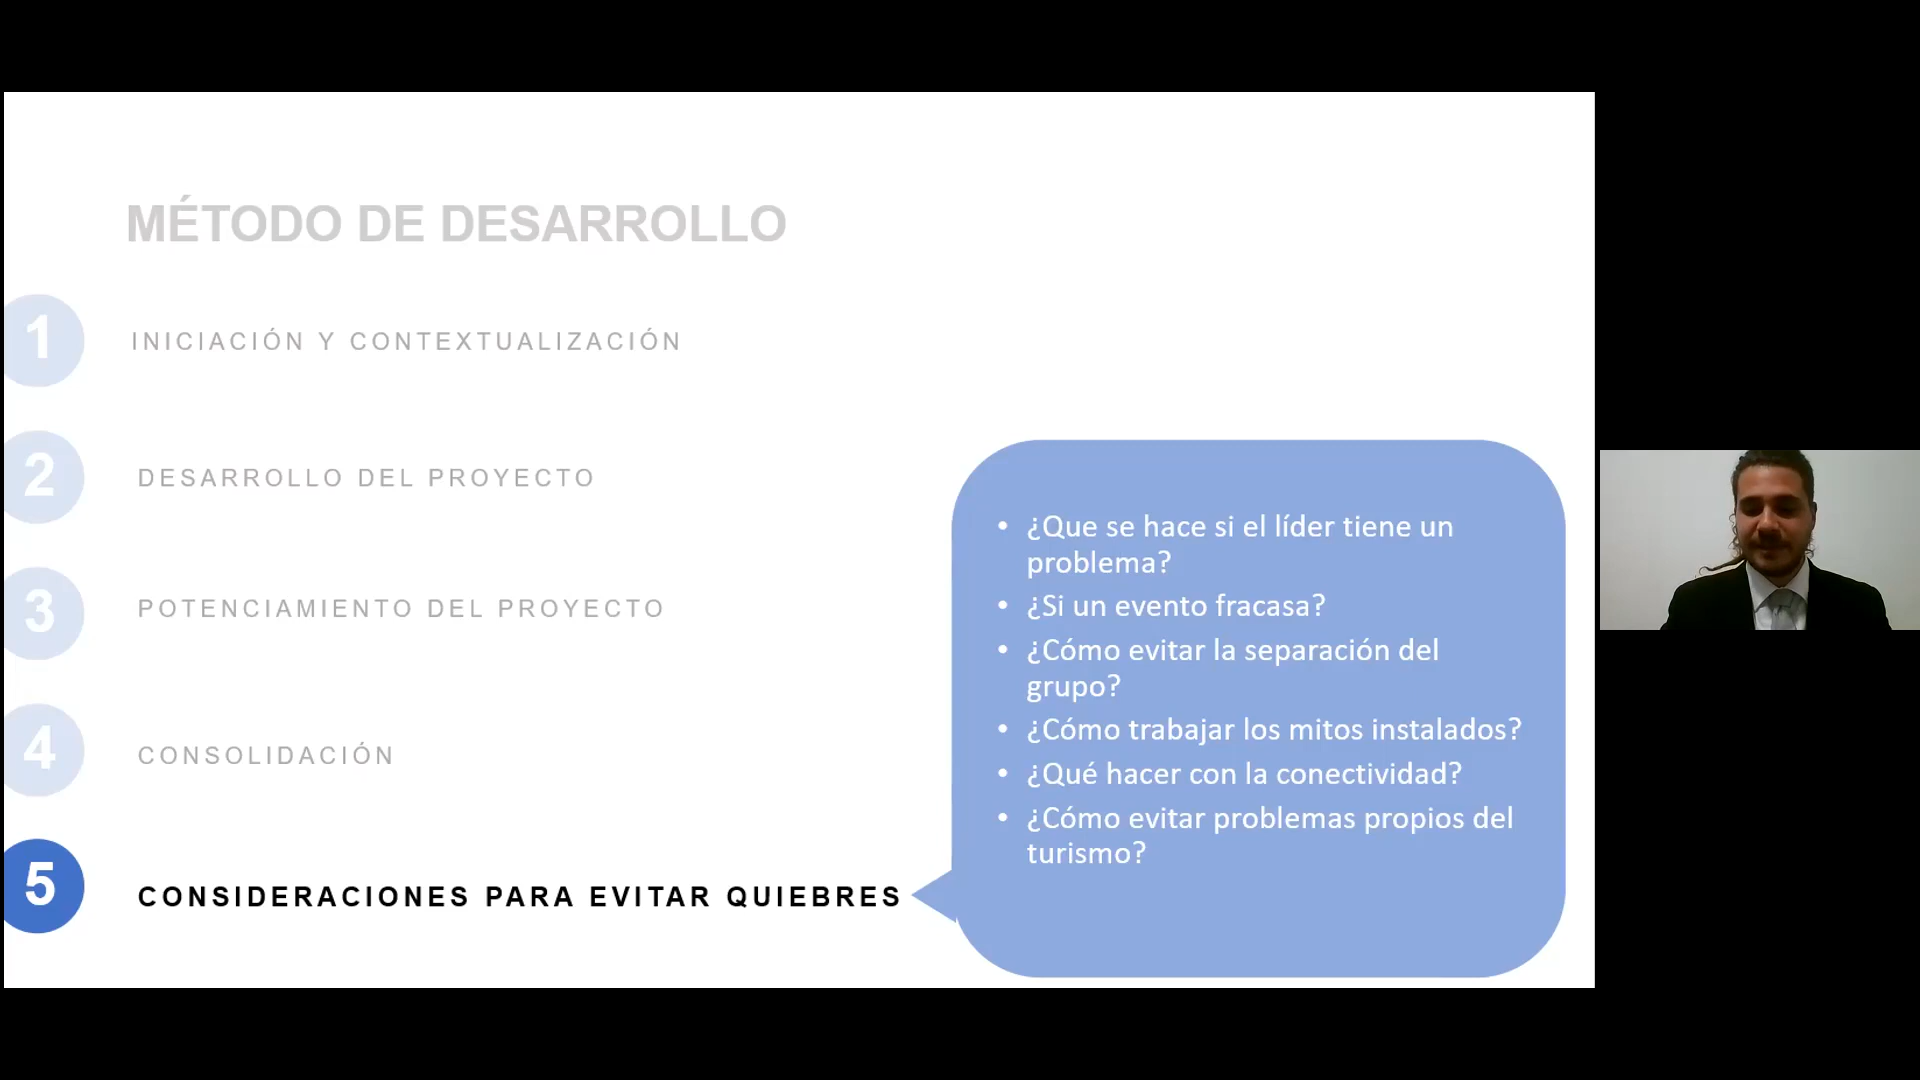 MÉTODO DE DESARROLLO
1
INICIACIÓN Y CONTEXTUALIZACIÓN
2
DESARROLLO DEL PROYECTO
3
POTENCIAMIENTO DEL PROYECTO
4
CONSOLIDACIÓN
5
CONSIDERACIONES PARA EVITAR QUIEBRES
• ¿Que se hace si el líder tiene un
problema?
• ¿Si un evento fracasa?
• ¿Cómo evitar la separación del
grupo?
• ¿Cómo trabajar los mitos instalados?
• ¿Qué hacer con la conectividad?
• ¿Cómo evitar problemas propios del
turismo?